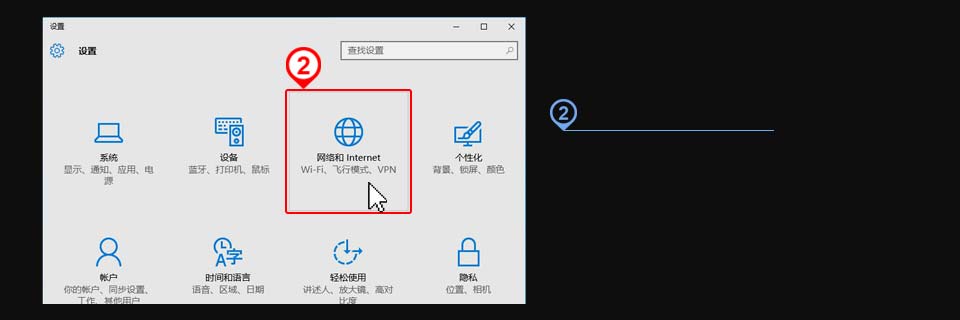 设置
设置
查找设置
2
2
系统
显示、通知、应用、电
源
设备
蓝牙、打印机、鼠标
网络和 Internet
Wi-Fi、飞行模式、VPN
个性化
背景、锁屏、颜色
帐户
你的帐户、同步设置、
工作、其他用户
时间和语言
语音、区域、日期
轻松使用
讲述人、放大镜、高对
比度
隐私
位置、相机